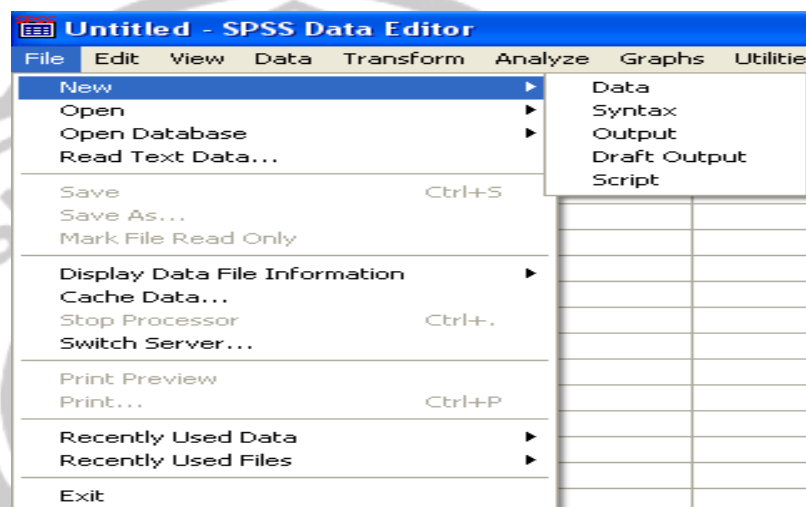 Untitled - SPSS Data Editor
File Edit View Data Transform Analyze Graphs Utilitie
New
Open
Open Database
Read Text Data...
Save Ctrl+S
Save As...
Mark File Read Only
Display Data File Information
Cache Data...
Stop Processor Ctrl+.
Switch Server...
Print Preview
Print... Ctrl+P
Recently Used Data
Recently Used Files
Exit
Data
Syntax
Output
Draft Output
Script